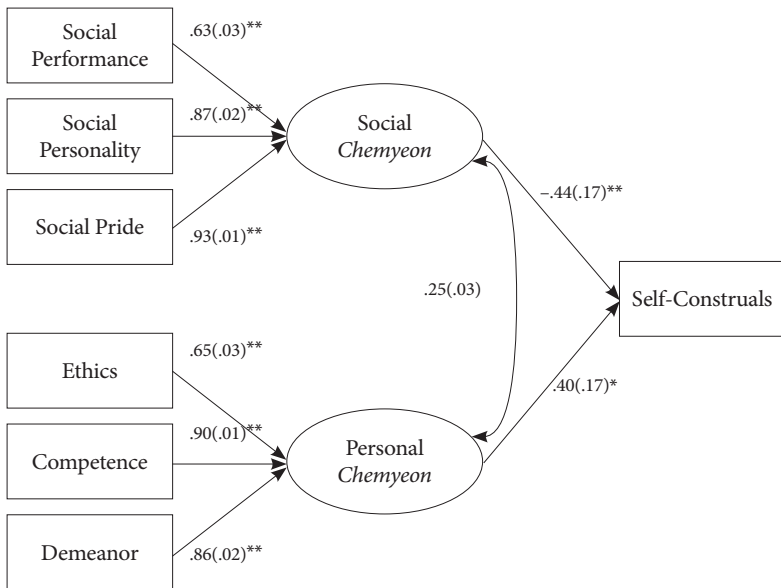 Social
Performance
.63(.03)**
Social
Personality
.87(.02)**
Social
Chemyeon
Social Pride
.93(.01)**
–.44(.17)**
.25(.03)
Self-Construals
Ethics
.65(.03)**
.40(.17)*
Competence
.90(.01)**
Personal
Chemyeon
Demeanor
.86(.02)**